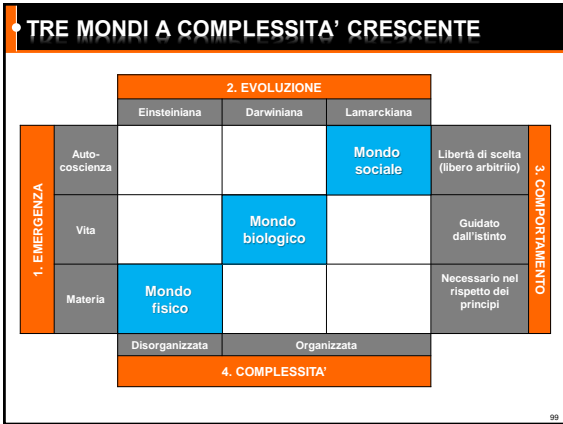 TRE MONDI A COMPLESSITA’ CRESCENTE
2. EVOLUZIONE
Einsteiniana Darwiniana Lamarckiana
1. EMERGENZA
Auto-
coscienza
Mondo
sociale
Libertà di scelta
(libero arbitriio)
3. COMPORTAMENTO
Vita
Mondo
biologico
Guidato
dall'istinto
Materia
Mondo
fisico
Necessario nel
rispetto dei
principi
Disorganizzata Organizzata
4. COMPLESSITA’
99